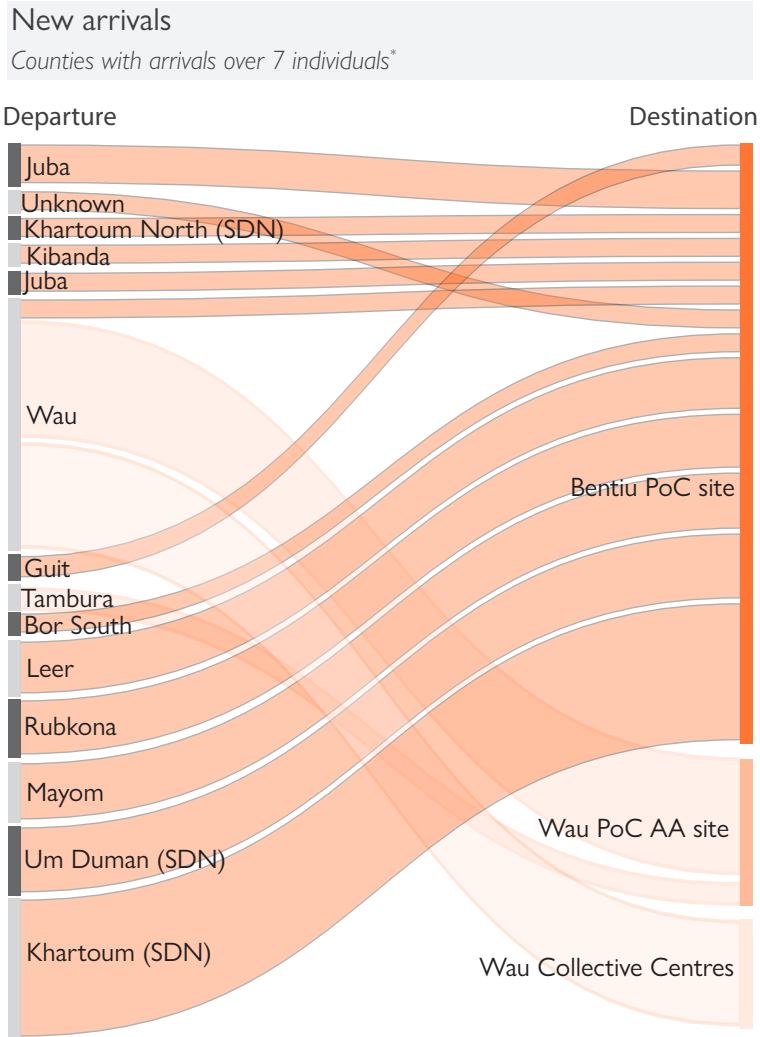 New arrivals
Counties with arrivals over 7 individuals*
Departure
Destination
Juba
Unknown
Khartoum North (SDN)
Kibanda
Juba
Wau
Bentiu PoC site
Guit
Tambura
Bor South
Leer
Rubkona
Mayom
Wau PoC AA site
Um Duman (SDN)
Khartoum (SDN)
Wau Collective Centres